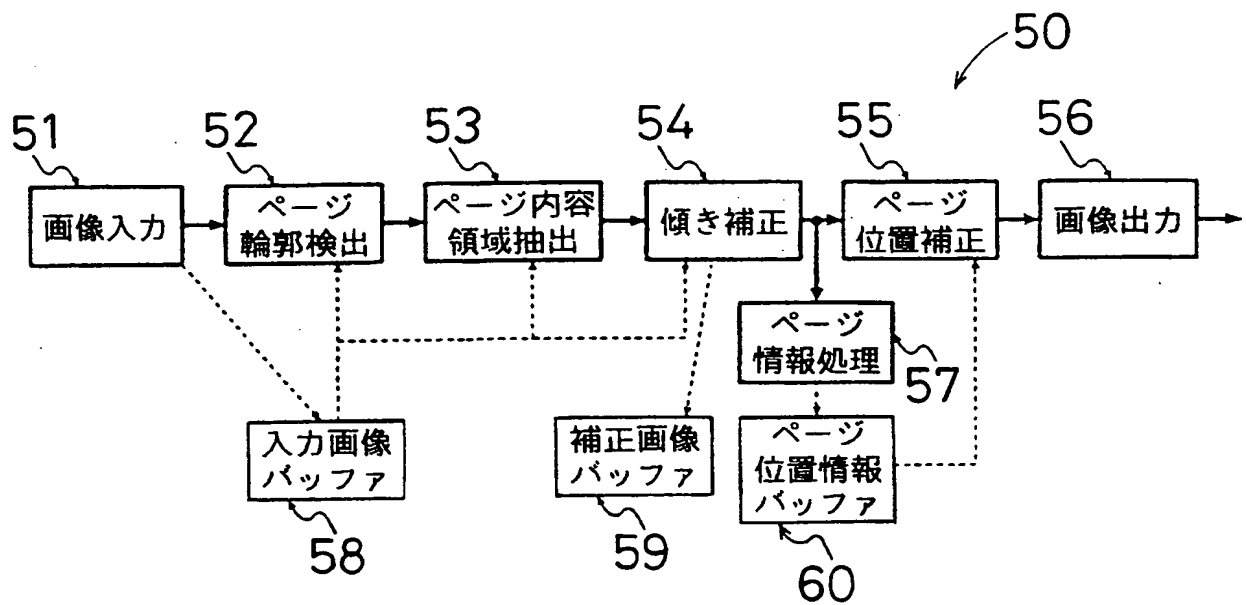 50
51
52
53
54
55
56
画像入力
ページ
輪郭検出
ページ内容
領域抽出
傾き補正
ページ
位置補正
画像出力
ページ
情報処理
57
入力画像
バッファ
58
補正画像
バッファ
59
ページ
位置情報
バッファ
60